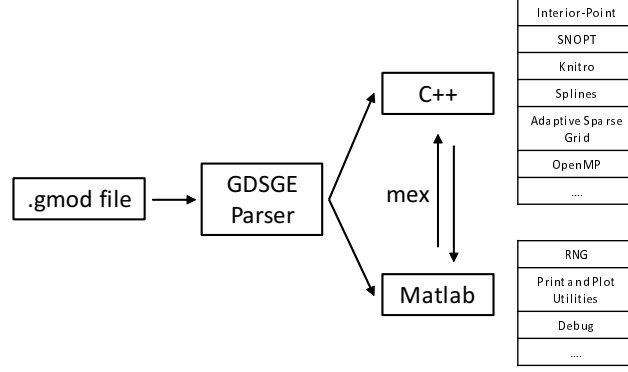 .gmod file
GDSGE
Parser
C++
mex
Matlab
Interior-Point
SNOPT
Knitro
Splines
Adaptive Sparse
Grid
OpenMP
....
RNG
Print and Plot
Utilities
Debug
....